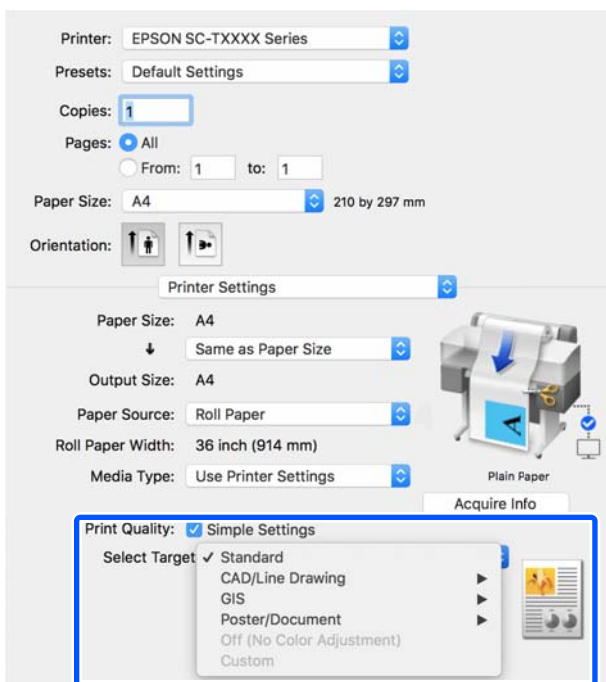 Printer: EPSON SC-TXXXX Series
Presets: Default Settings
Copies: 1
Pages: All
From: 1 to: 1
Paper Size: A4 210 by 297 mm
Orientation:
Printer Settings
Paper Size: A4
Same as Paper Size
Output Size: A4
Paper Source: Roll Paper
Roll Paper Width: 36 inch (914 mm)
Media Type: Use Printer Settings
Plain Paper
Acquire Info
Print Quality: Simple Settings
Select Target ✓ Standard
CAD/Line Drawing
GIS
Poster/Document
Off (No Color Adjustment)
Custom